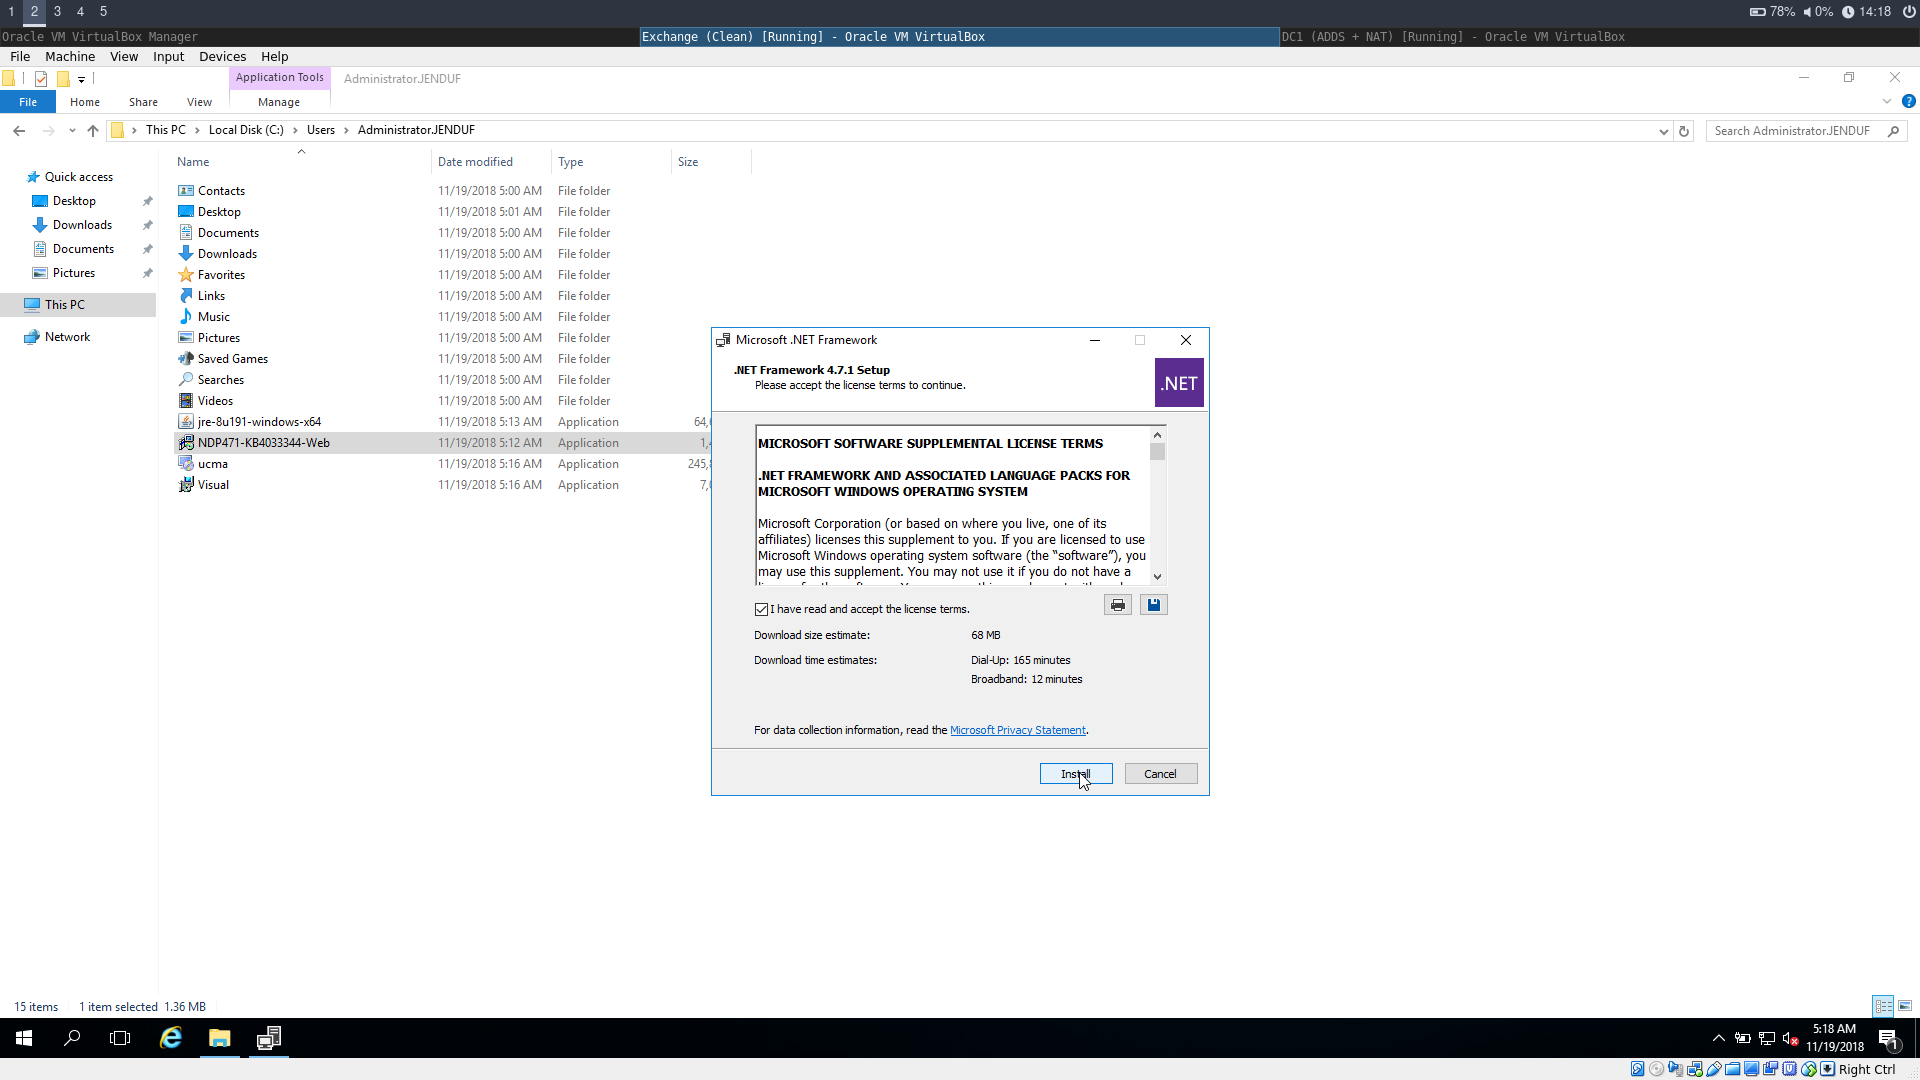 1 2 3 4 5
78% 0% 14:18
Oracle VM VirtualBox Manager
Exchange (Clean) [Running] - Oracle VM VirtualBox
DC1 (ADDS + NAT) [Running] - Oracle VM VirtualBox
File Machine View Input Devices Help
Application Tools Administrator.JENDUF
File Home Share View Manage
This PC Local Disk (C:) Users Administrator.JENDUF
Search Administrator.JENDUF
Name Date modified Type Size
Quick access
Desktop
Downloads
Documents
Pictures
This PC
Network
Contacts 11/19/2018 5:00 AM File folder
Desktop 11/19/2018 5:01 AM File folder
Documents 11/19/2018 5:00 AM File folder
Downloads 11/19/2018 5:00 AM File folder
Favorites 11/19/2018 5:00 AM File folder
Links 11/19/2018 5:00 AM File folder
Music 11/19/2018 5:00 AM File folder
Pictures 11/19/2018 5:00 AM File folder
Saved Games 11/19/2018 5:00 AM File folder
Searches 11/19/2018 5:00 AM File folder
Videos 11/19/2018 5:00 AM File folder
jre-8u191-windows-x64 11/19/2018 5:13 AM Application 64,
NDP471-KB4033344-Web 11/19/2018 5:12 AM Application 1,
ucma 11/19/2018 5:16 AM Application 245,
Visual 11/19/2018 5:16 AM Application 7,
Microsoft .NET Framework
.NET Framework 4.7.1 Setup
Please accept the license terms to continue.
.NET
MICROSOFT SOFTWARE SUPPLEMENTAL LICENSE TERMS
.NET FRAMEWORK AND ASSOCIATED LANGUAGE PACKS FOR
MICROSOFT WINDOWS OPERATING SYSTEM
Microsoft Corporation (or based on where you live, one of its
affiliates) licenses this supplement to you. If you are licensed to use
Microsoft Windows operating system software (the “software”), you
may use this supplement. You may not use it if you do not have a
I have read and accept the license terms.
Download size estimate: 68 MB
Download time estimates: Dial-Up: 165 minutes
Broadband: 12 minutes
For data collection information, read the Microsoft Privacy Statement.
Install Cancel
15 items 1 item selected 1.36 MB
5:18 AM
11/19/2018
1
Right Ctrl